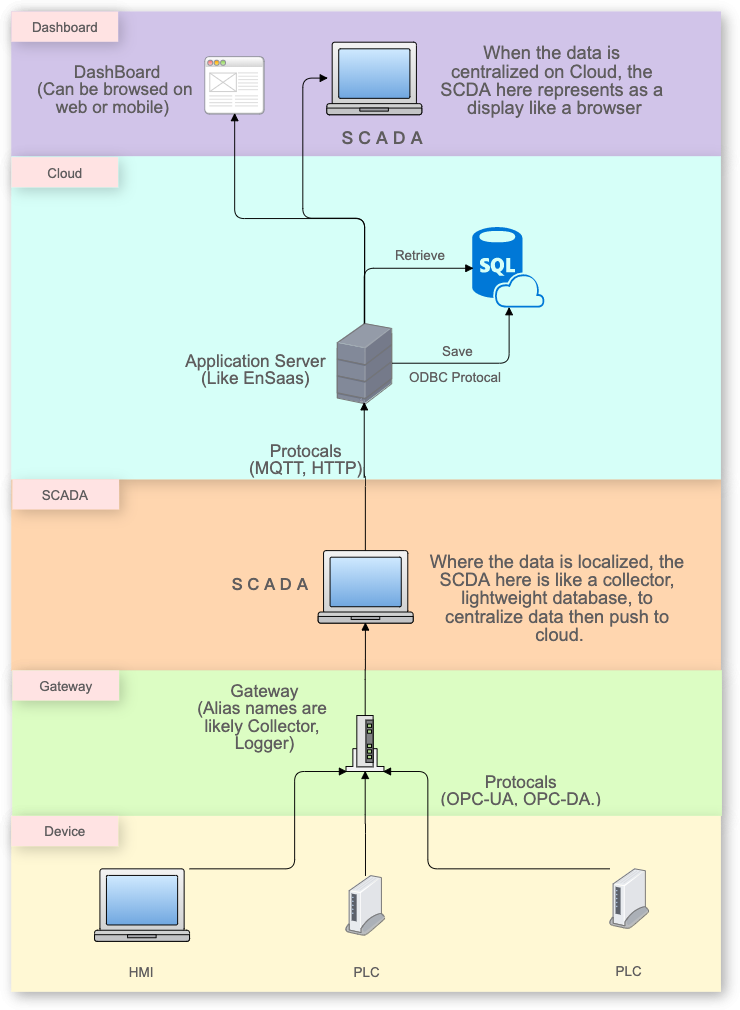 Dashboard
DashBoard
(Can be browsed on
web or mobile)
When the data is
centralized on Cloud, the
SCDA here represents as a
display like a browser
S C A D A
Cloud
Retrieve
SQL
Application Server
(Like EnSaas)
Save
ODBC Protocal
Protocals
(MQTT, HTTP)
SCADA
S C A D A
Where the data is localized, the
SCDA here is like a collector,
lightweight database, to
centralize data then push to
cloud.
Gateway
Gateway
(Alias names are
likely Collector,
Logger)
Protocals
(OPC-UA, OPC-DA.)
Device
HMI
PLC
PLC